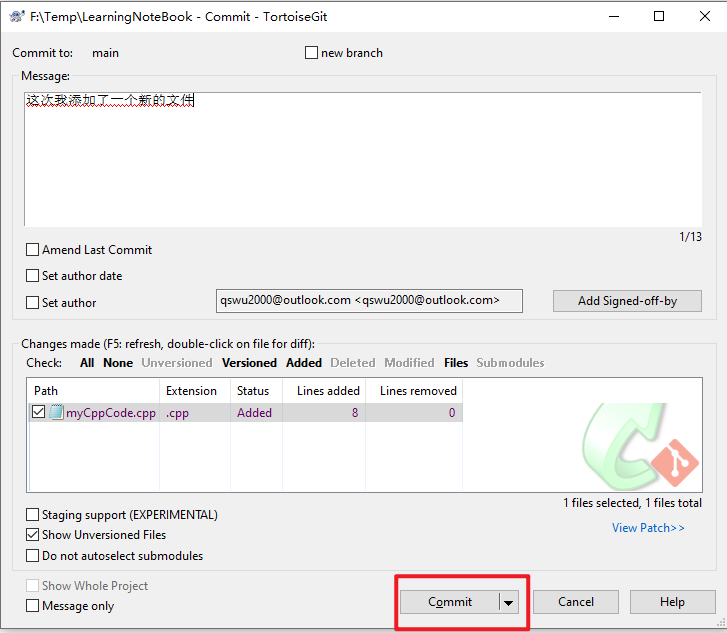 F:\Temp\LearningNoteBook - Commit - TortoiseGit
Commit to: main new branch
Message:
这次我添加了一个新的文件
1/13
Amend Last Commit
Set author date
Set author qswu2000@outlook.com <qswu2000@outlook.com> Add Signed-off-by
Changes made (F5: refresh, double-click on file for diff):
Check: All None Unversioned Versioned Added Deleted Modified Files Submodules
Path Extension Status Lines added Lines removed
myCppCode.cpp .cpp Added 8 0
1 files selected, 1 files total
Staging support (EXPERIMENTAL)
View Patch>>
Show Unversioned Files
Do not autoselect submodules
Show Whole Project
Message only
Commit Cancel Help